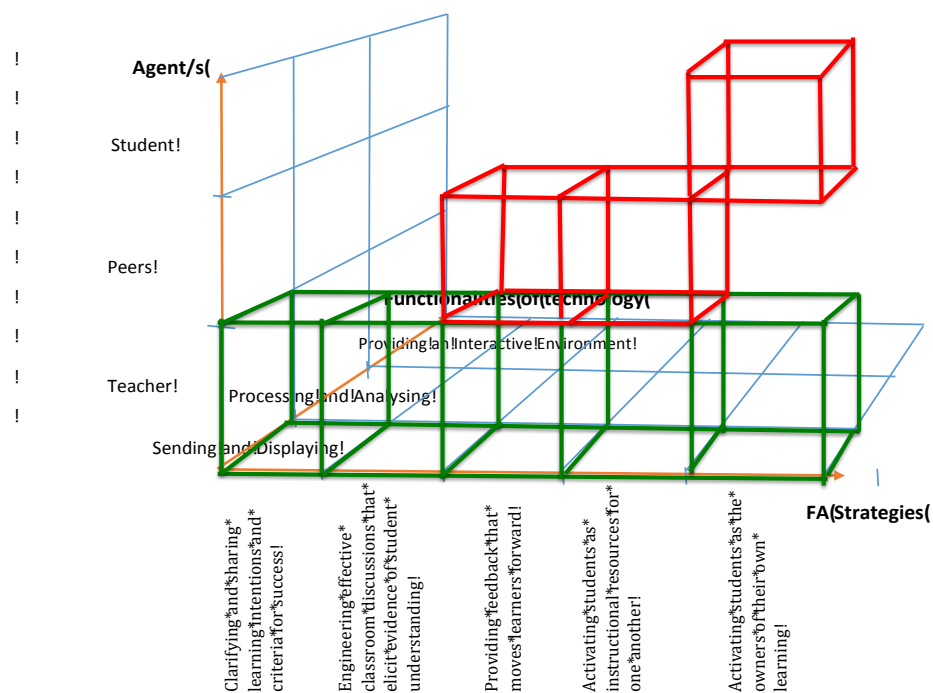 !
!
!
!
!
!
!
!
!
!
Agent/s(
Student!
Peers!
Teacher!
Functionalities(of(technology(
Providing!an!Interactive!Environment!
Processing!and!Analysing!
Sending!and!Displaying!
FA(Strategies(
Clarifying*and*sharing*
learning*intentions*and*
criteria*for*success!
Engineering*effective*
classroom*discussions*that*
elicit*evidence*of*student*
understanding!
Providing*feedback*that*
moves*learners*forward!
Activating*students*as*
instructional*resources*for*
one*another!
Activating*students*as*the*
owners*of*their*own*
learning!